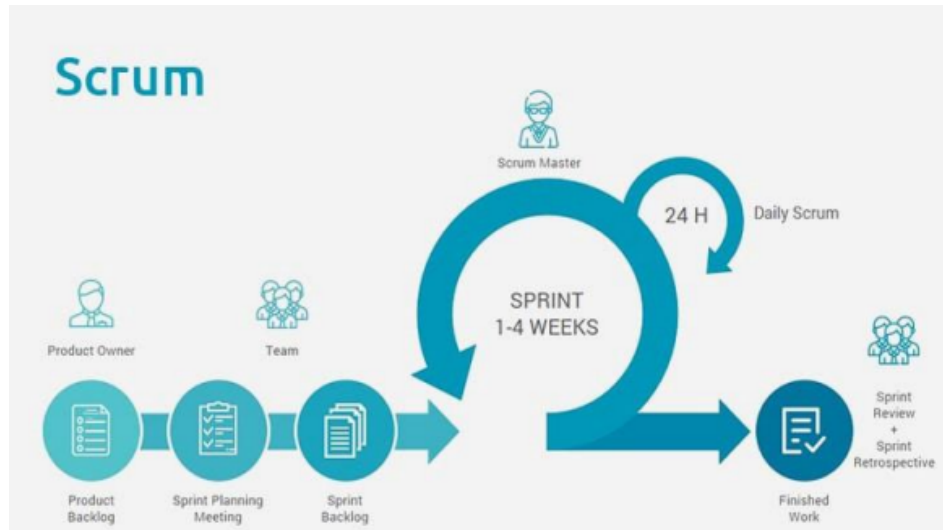 Scrum
Scrum Master
24 H
Daily Scrum
SPRINT
1-4 WEEKS
Product Owner
Team
Product
Backlog
Sprint Planning
Meeting
Sprint
Backlog
Finished
Work
Sprint
Review
+
Sprint
Retrospective